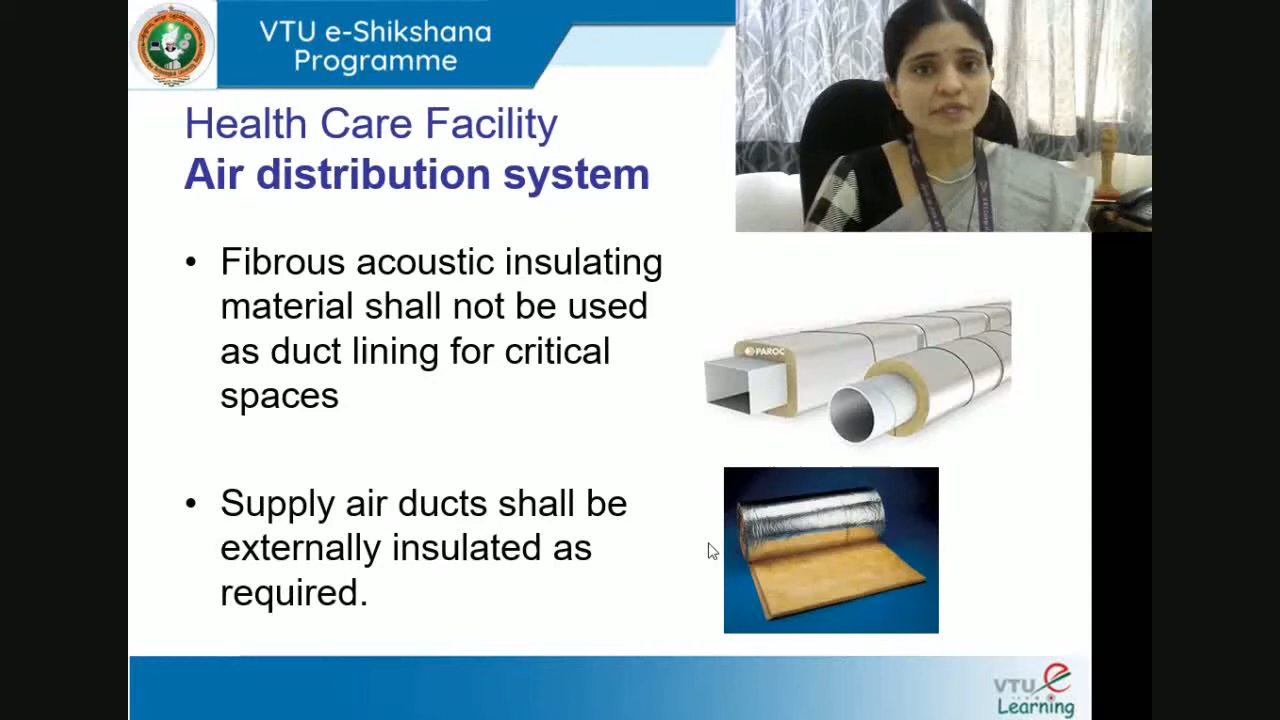 VTU e-Shikshana
Programme
Health Care Facility
Air distribution system
• Fibrous acoustic insulating
material shall not be used
as duct lining for critical
spaces
PAROC
• Supply air ducts shall be
externally insulated as
required.
VTU e
Learning